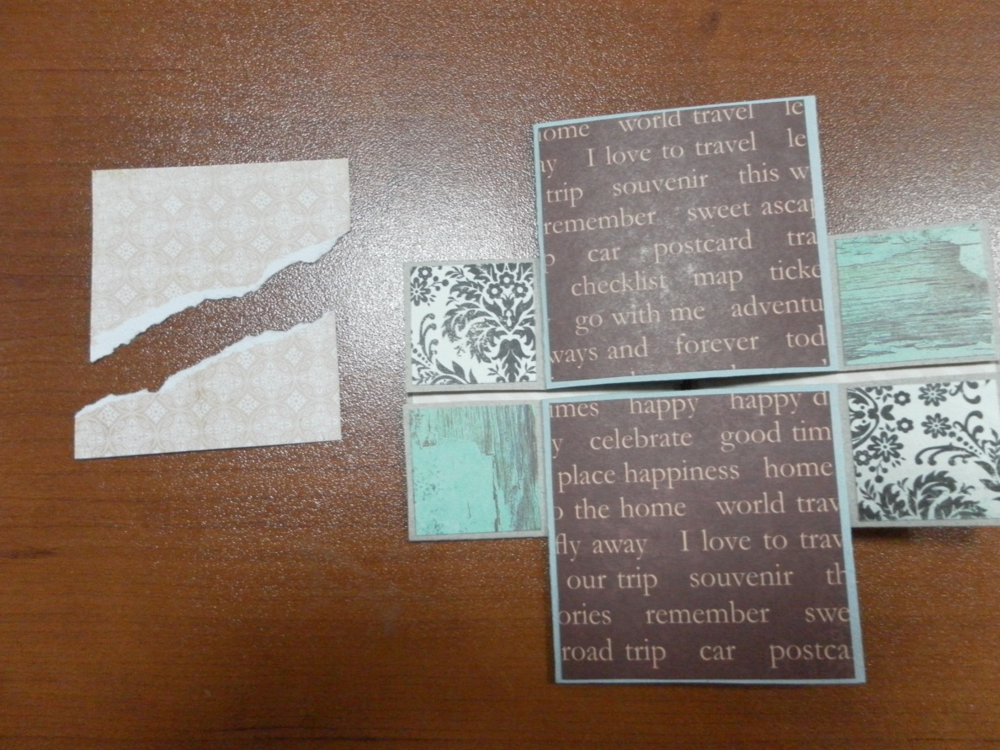 ome world travel le
ay I love to travel le
trip souvenir this w
remember sweet ascap
p car postcard tra
checklist map ticke
go with me adventu
ways and forever tod
imes happy happy d
y celebrate good tim
place happiness home
o the home world trav
fly away I love to trav
our trip souvenir th
ories remember swe
road trip car postca